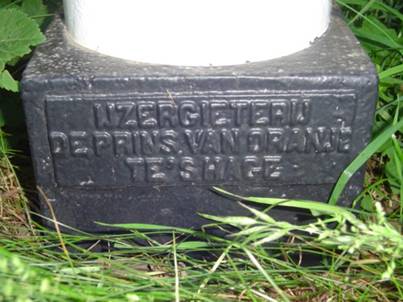 IJZERGIETERIJ
DE PRINS. VAN ORANJE
TE'S HAGE